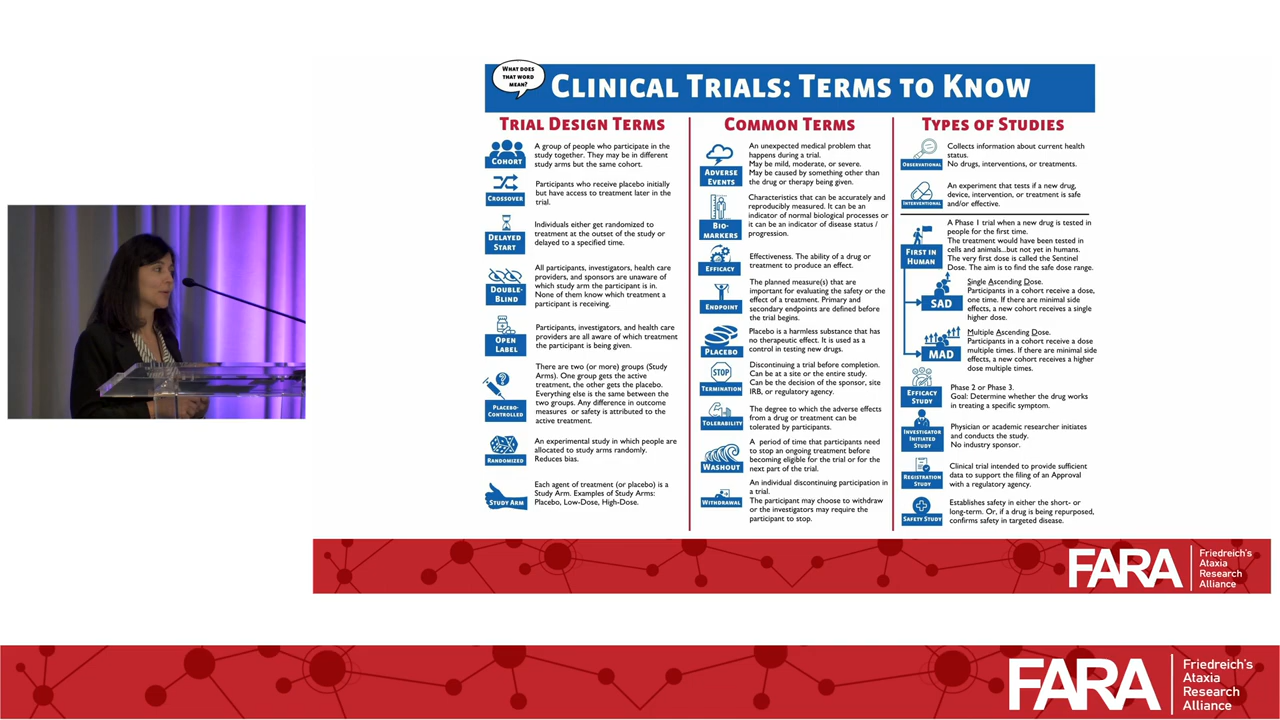 WHAT DOES
THAT WORD
MEAN?
CLINICAL TRIALS: TERMS TO KNOW
TRIAL DESIGN TERMS
COHORT
A group of people who participate in the
study together. They may be in different
study arms but the same cohort.
CROSSOVER
Participants who receive placebo initially
but have access to treatment later in the
trial.
DELAYED
START
Individuals either get randomized to
treatment at the outset of the study or
delayed to a specified time.
DOUBLE-
BLIND
All participants, investigators, health care
providers, and sponsors are unaware of
which study arm the participant is in.
None of them know which treatment a
participant is receiving.
OPEN
LABEL
Participants, investigators, and health care
providers are all aware of which treatment
the participant is being given.
PLACEBO-
CONTROLLED
There are two (or more) groups (Study
Arms). One group gets the active
treatment, the other gets the placebo.
Everything else is the same between the
two groups. Any difference in outcome
measures or safety is attributed to the
active treatment.
RANDOMIZED
An experimental study in which people are
allocated to study arms randomly.
Reduces bias.
STUDY ARM
Each agent of treatment (or placebo) is a
Study Arm. Examples of Study Arms:
Placebo, Low-Dose, High-Dose.
COMMON TERMS
ADVERSE
EVENTS
An unexpected medical problem that
happens during a trial.
May be mild, moderate, or severe.
May be caused by something other than
the drug or therapy being given.
BIO-
MARKERS
Characteristics that can be accurately and
reproducibly measured. It can be an
indicator of normal biological processes or
it can be an indicator of disease status /
progression.
EFFICACY
Effectiveness. The ability of a drug or
treatment to produce an effect.
ENDPOINT
The planned measure(s) that are
important for evaluating the safety or the
effect of a treatment. Primary and
secondary endpoints are defined before
the trial begins.
PLACEBO
Placebo is a harmless substance that has
no therapeutic effect. It is used as a
control in testing new drugs.
STOP
TERMINATION
Discontinuing a trial before completion.
Can be at a site or the entire study.
Can be the decision of the sponsor, site
IRB, or regulatory agency.
TOLERABILITY
The degree to which the adverse effects
from a drug or treatment can be
tolerated by participants.
WASHOUT
A period of time that participants need
to stop an ongoing treatment before
becoming eligible for the trial or for the
next part of the trial.
WITHDRAWAL
An individual discontinuing participation in
a trial.
The participant may choose to withdraw
or the investigators may require the
participant to stop.
TYPES OF STUDIES
OBSERVATIONAL
Collects information about current health
status.
No drugs, interventions, or treatments.
INTERVENTIONAL
An experiment that tests if a new drug,
device, intervention, or treatment is safe
and/or effective.
FIRST IN
HUMAN
A Phase 1 trial when a new drug is tested in
people for the first time.
The treatment would have been tested in
cells and animals...but not yet in humans.
The very first dose is called the Sentinel
Dose. The aim is to find the safe dose range.
SAD
Single Ascending Dose.
Participants in a cohort receive a dose,
one time. If there are minimal side
effects, a new cohort receives a single
higher dose.
MAD
Multiple Ascending Dose.
Participants in a cohort receive a dose
multiple times. If there are minimal side
effects, a new cohort receives a higher
dose multiple times.
EFFICACY
STUDY
Phase 2 or Phase 3.
Goal: Determine whether the drug works
in treating a specific symptom.
INVESTIGATOR
INITIATED
STUDY
Physician or academic researcher initiates
and conducts the study.
No industry sponsor.
REGISTRATION
STUDY
Clinical trial intended to provide sufficient
data to support the filing of an Approval
with a regulatory agency.
SAFETY STUDY
Establishes safety in either the short- or
long-term. Or, if a drug is being repurposed,
confirms safety in targeted disease.
FARA
Friedreich's
Ataxia
Research
Alliance
FARA
Friedreich's
Ataxia
Research
Alliance